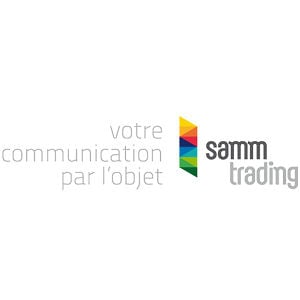 votre
communication
par l'objet
samm
trading